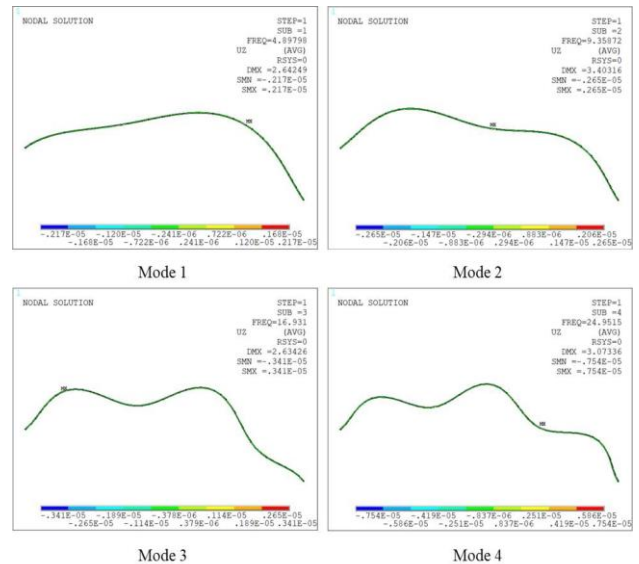 1
NODAL SOLUTION
STEP=1
SUB =1
FREQ=4.89798
UZ (AVG)
RSYS=0
DMX =2.64249
SMN =-.217E-05
SMX =.217E-05
MX
-.217E-05 -.120E-05 -.241E-06 .722E-06 .168E-05
-.168E-05 -.722E-06 .241E-06 .120E-05 .217E-05
Mode 1
1
NODAL SOLUTION
STEP=1
SUB =2
FREQ=9.35872
UZ (AVG)
RSYS=0
DMX =3.40316
SMN =-.265E-05
SMX =.265E-05
-.265E-05 -.147E-05 -.294E-06 .883E-06 .206E-05
-.206E-05 -.883E-06 .294E-06 .147E-05 .265E-05
Mode 2
1
NODAL SOLUTION
STEP=1
SUB =3
FREQ=16.931
UZ (AVG)
RSYS=0
DMX =2.63426
SMN =-.341E-05
SMX =.341E-05
-.341E-05 -.189E-05 -.378E-06 .114E-05 .265E-05
-.265E-05 -.114E-05 .379E-06 .189E-05 .341E-05
Mode 3
1
NODAL SOLUTION
STEP=1
SUB =4
FREQ=24.9515
UZ (AVG)
RSYS=0
DMX =3.07336
SMN =-.754E-05
SMX =.754E-05
-.754E-05 -.419E-05 -.837E-06 .251E-05 .586E-05
-.586E-05 -.251E-05 .837E-06 .419E-05 .754E-05
Mode 4